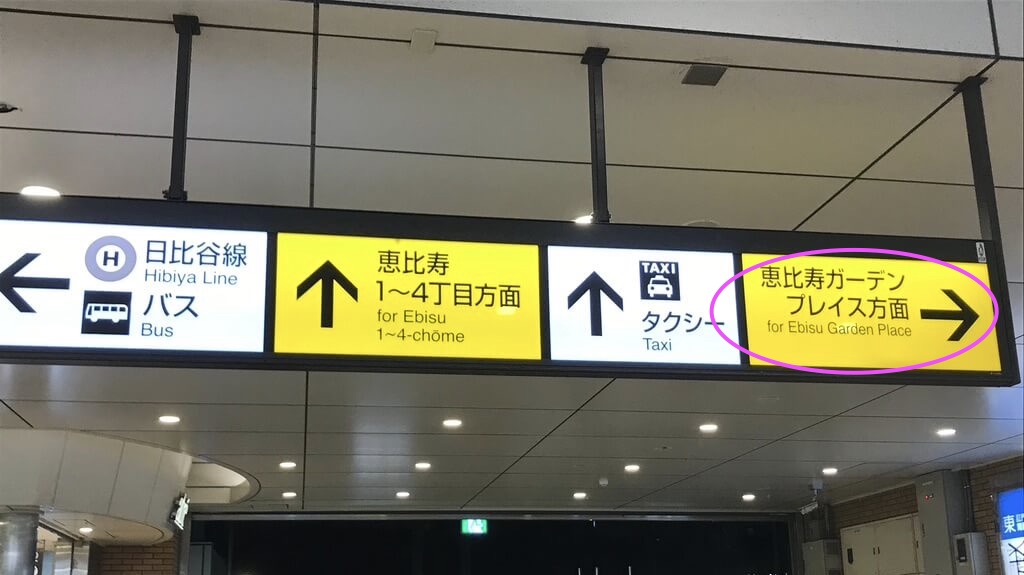 H
日比谷線
Hibiya Line
バス
Bus
恵比寿
1～4丁目方面
for Ebisu
1~4-chōme
TAXI
タクシー
Taxi
恵比寿ガーデン
プレイス方面
for Ebisu Garden Place
東